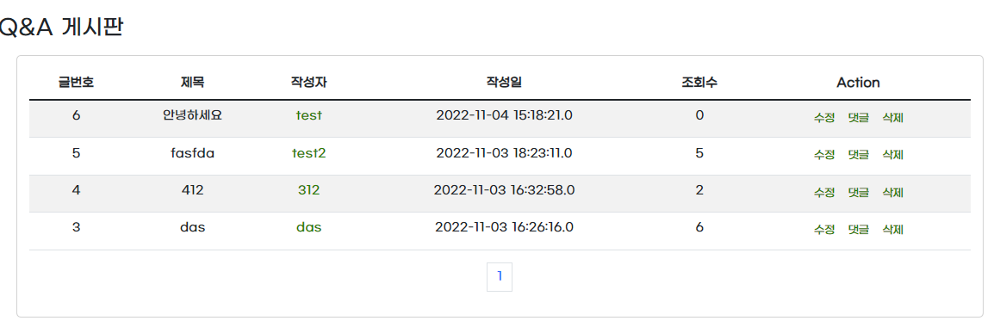 Q&A 게시판
글번호 제목 작성자 작성일 조회수 Action
6 안녕하세요 test 2022-11-04 15:18:21.0 0 수정 댓글 삭제
5 fasfda test2 2022-11-03 18:23:11.0 5 수정 댓글 삭제
4 412 312 2022-11-03 16:32:58.0 2 수정 댓글 삭제
3 das das 2022-11-03 16:26:16.0 6 수정 댓글 삭제
1